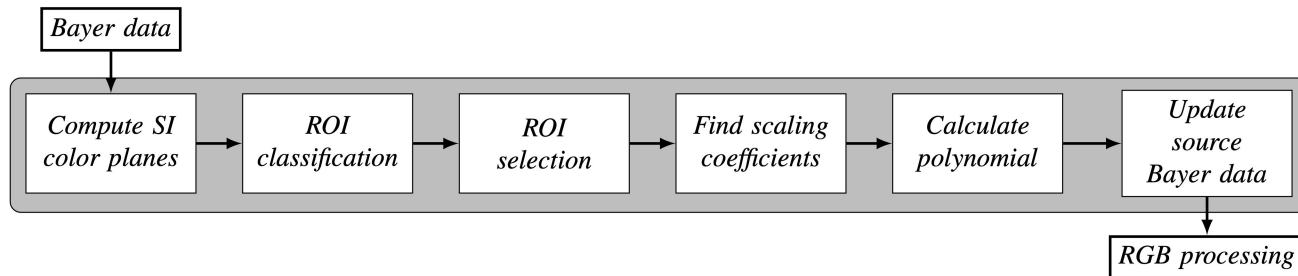 Bayer data
Compute SI
color planes
ROI
classification
ROI
selection
Find scaling
coefficients
Calculate
polynomial
Update
source
Bayer data
RGB processing